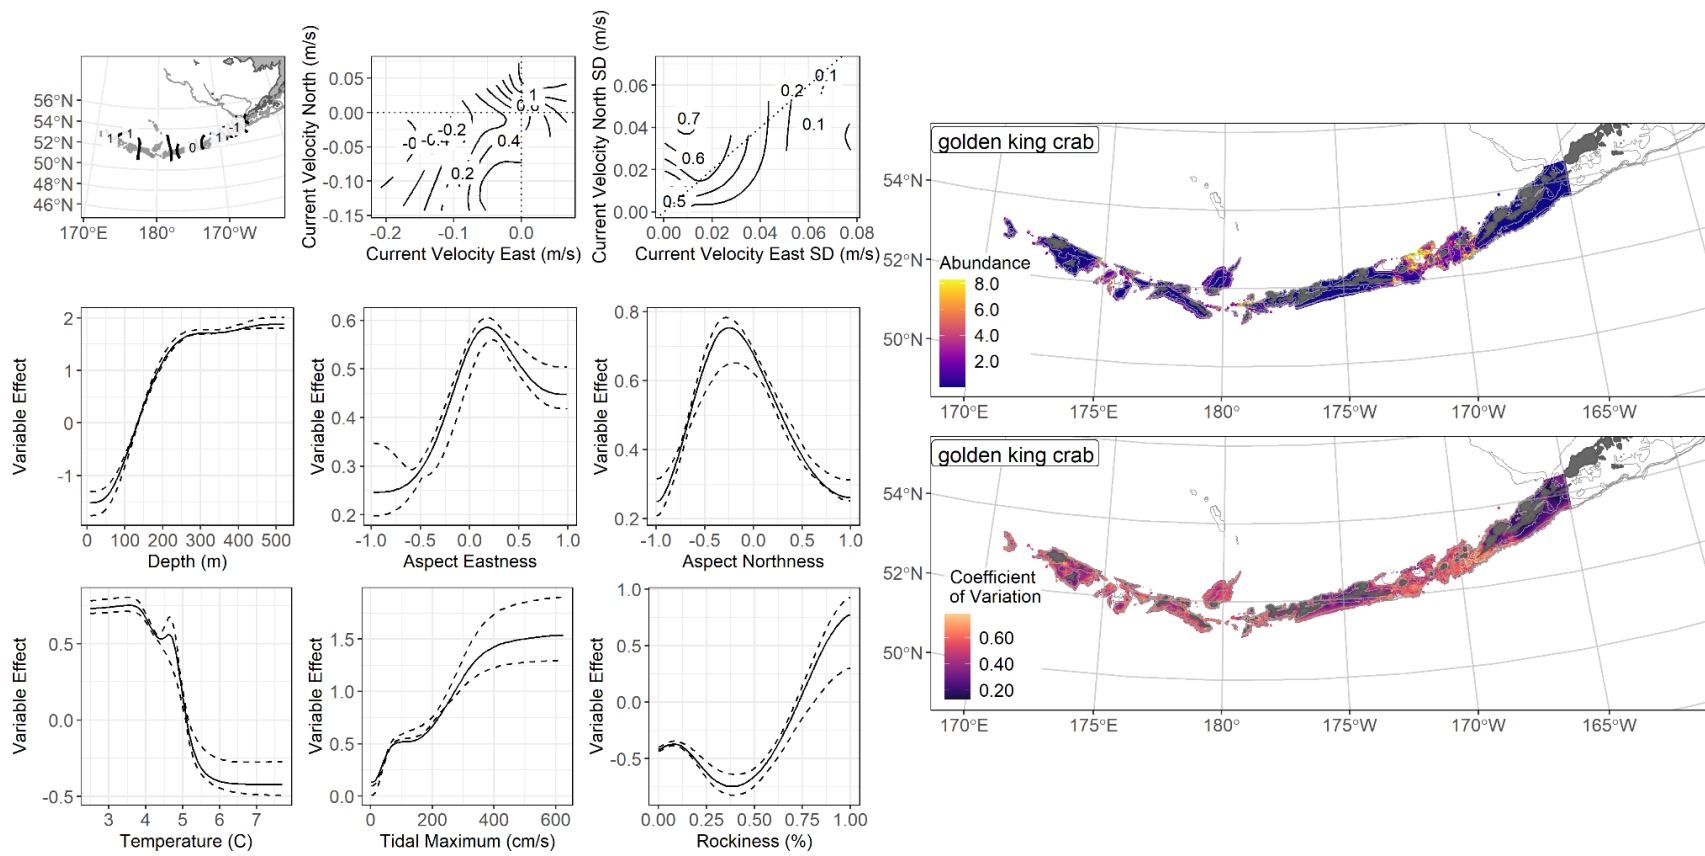 56°N
54°N
52°N
50°N
48°N
46°N
170°E
180°
170°W
1
1
0
1
-1
Current Velocity North (m/s)
0.05
0.00
-0.05
-0.10
-0.15
-0.2
-0.1
0.0
Current Velocity East (m/s)
1
-0.2
-0.4
0.4
0.2
Current Velocity North SD (m/s)
0.06
0.04
0.02
0.00
0.00
0.02
0.04
0.06
0.08
Current Velocity East SD (m/s)
0.1
0.2
0.7
0.1
0.6
0.5
Variable Effect
2
1
0
-1
0
100
200
300
400
500
Depth (m)
Variable Effect
0.6
0.5
0.4
0.3
0.2
-1.0
-0.5
0.0
0.5
1.0
Aspect Eastness
Variable Effect
0.8
0.6
0.4
0.2
-1.0
-0.5
0.0
0.5
1.0
Aspect Northness
Variable Effect
0.5
0.0
-0.5
3
4
5
6
7
Temperature (C)
Variable Effect
1.5
1.0
0.5
0.0
0
200
400
600
Tidal Maximum (cm/s)
Variable Effect
1.0
0.5
0.0
-0.5
0.00
0.25
0.50
0.75
1.00
Rockiness (%)
golden king crab
54°N
52°N
50°N
Abundance
8.0
6.0
4.0
2.0
170°E
175°E
180°
175°W
170°W
165°W
golden king crab
54°N
52°N
50°N
Coefficient
of Variation
0.60
0.40
0.20
170°E
175°E
180°
175°W
170°W
165°W